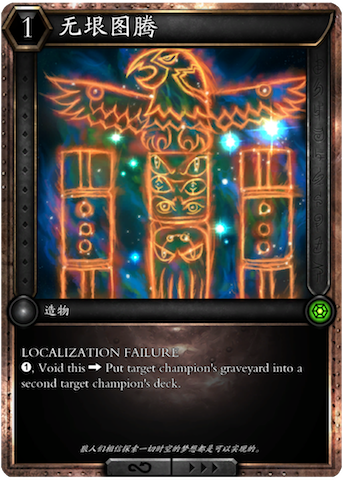 1 无垠图腾
造物
LOCALIZATION FAILURE
❶, Void this ➡ Put target champion's graveyard into a
second target champion's deck.
狼人们相信探索一切时空的梦想都是可以实现的。